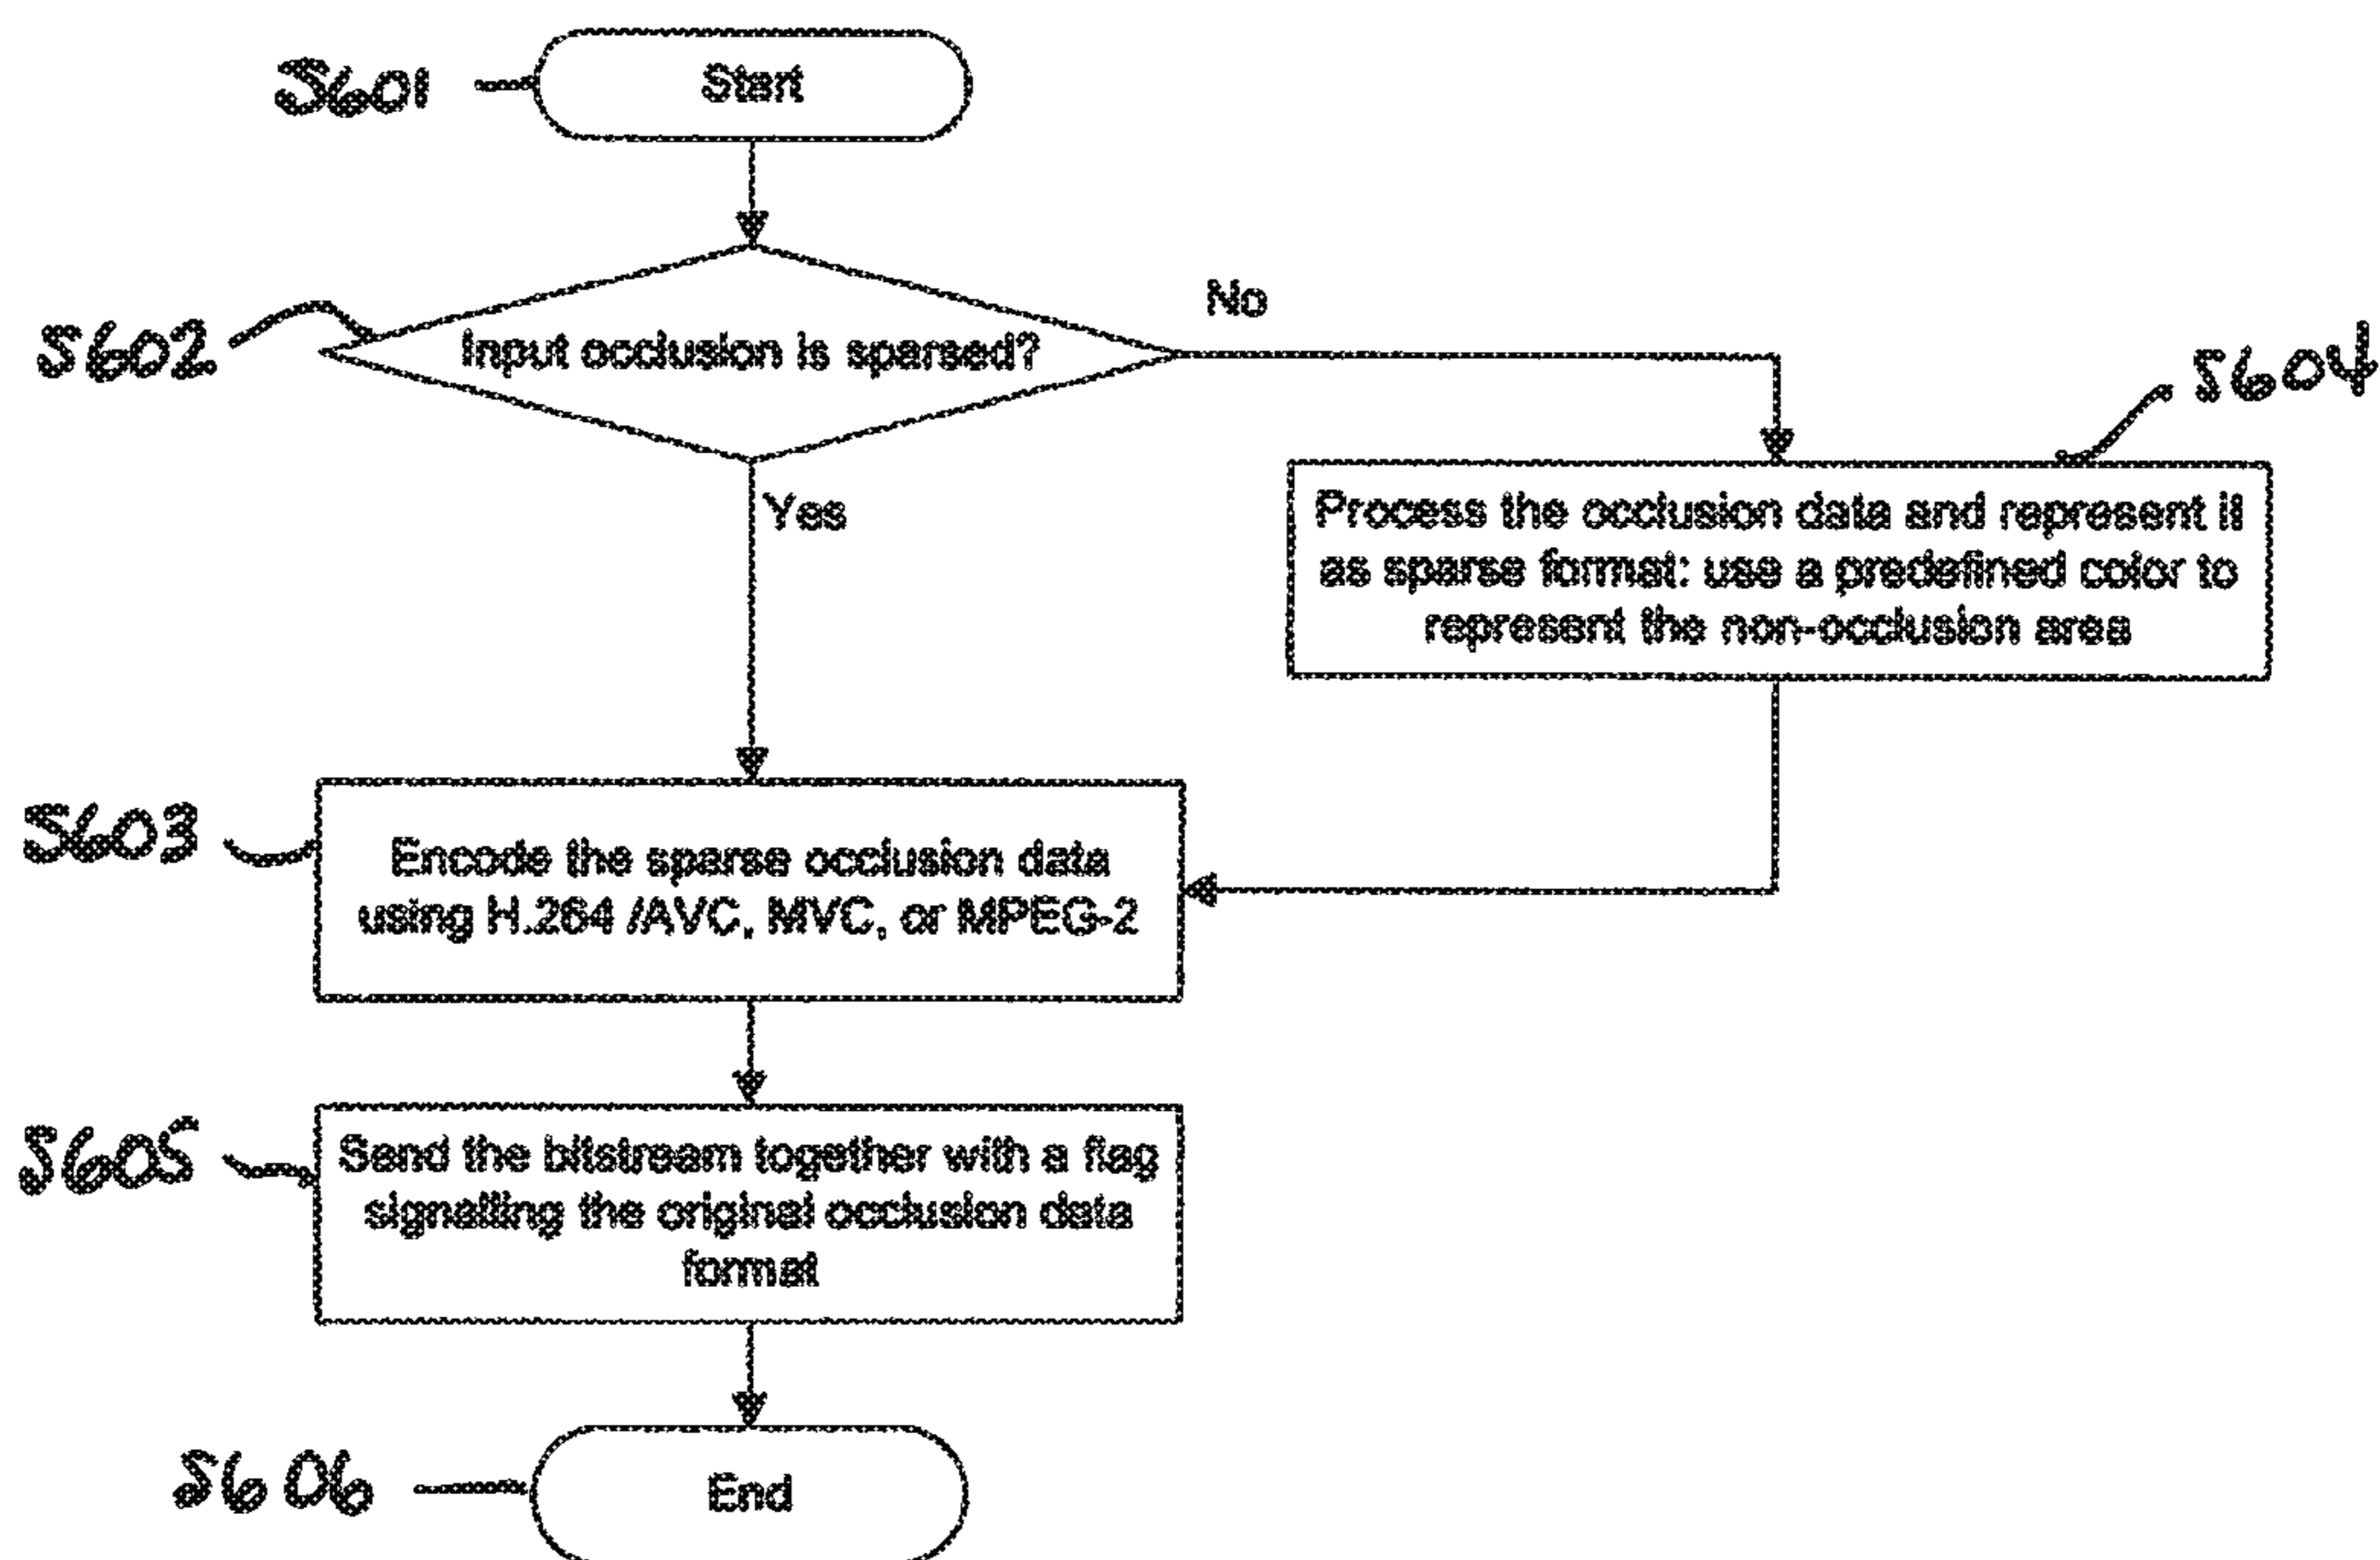 S601
Start
No
S602
Input occlusion is sparsed?
S604
Yes
Process the occlusion data and represent it
as sparse format: use a predefined color to
represent the non-occlusion area
S603
Encode the sparse occlusion data
using H.264 /AVC, MVC, or MPEG-2
S605
Send the bitstream together with a flag
signalling the original occlusion data
format
S606
End